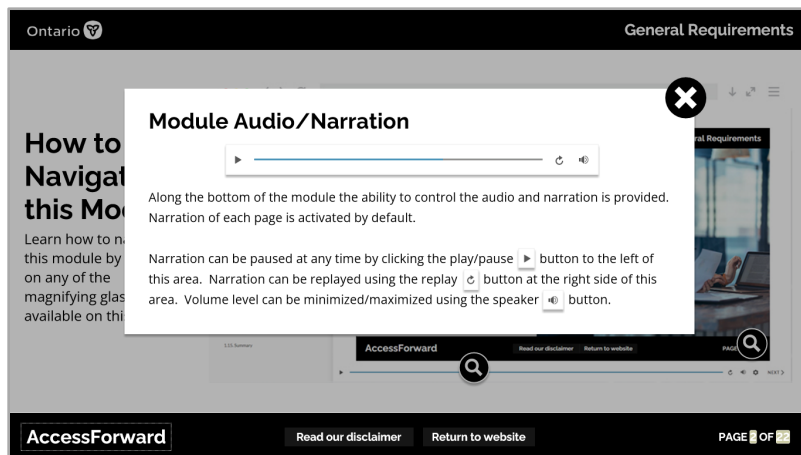 Ontario
General Requirements
Module Audio/Narration
Along the bottom of the module the ability to control the audio and narration is provided.
Narration of each page is activated by default.
Narration can be paused at any time by clicking the play/pause button to the left of
this area. Narration can be replayed using the replay button at the right side of this
area. Volume level can be minimized/maximized using the speaker button.
How to
Navigat
this Mo
Learn how to na
this module by
on any of the
magnifying glas
available on thi
ral Requirements
1.15 Summary
AccessForward
Read our disclaimer
Return to website
PAGE
NEXT
AccessForward
Read our disclaimer
Return to website
PAGE 2 OF 22